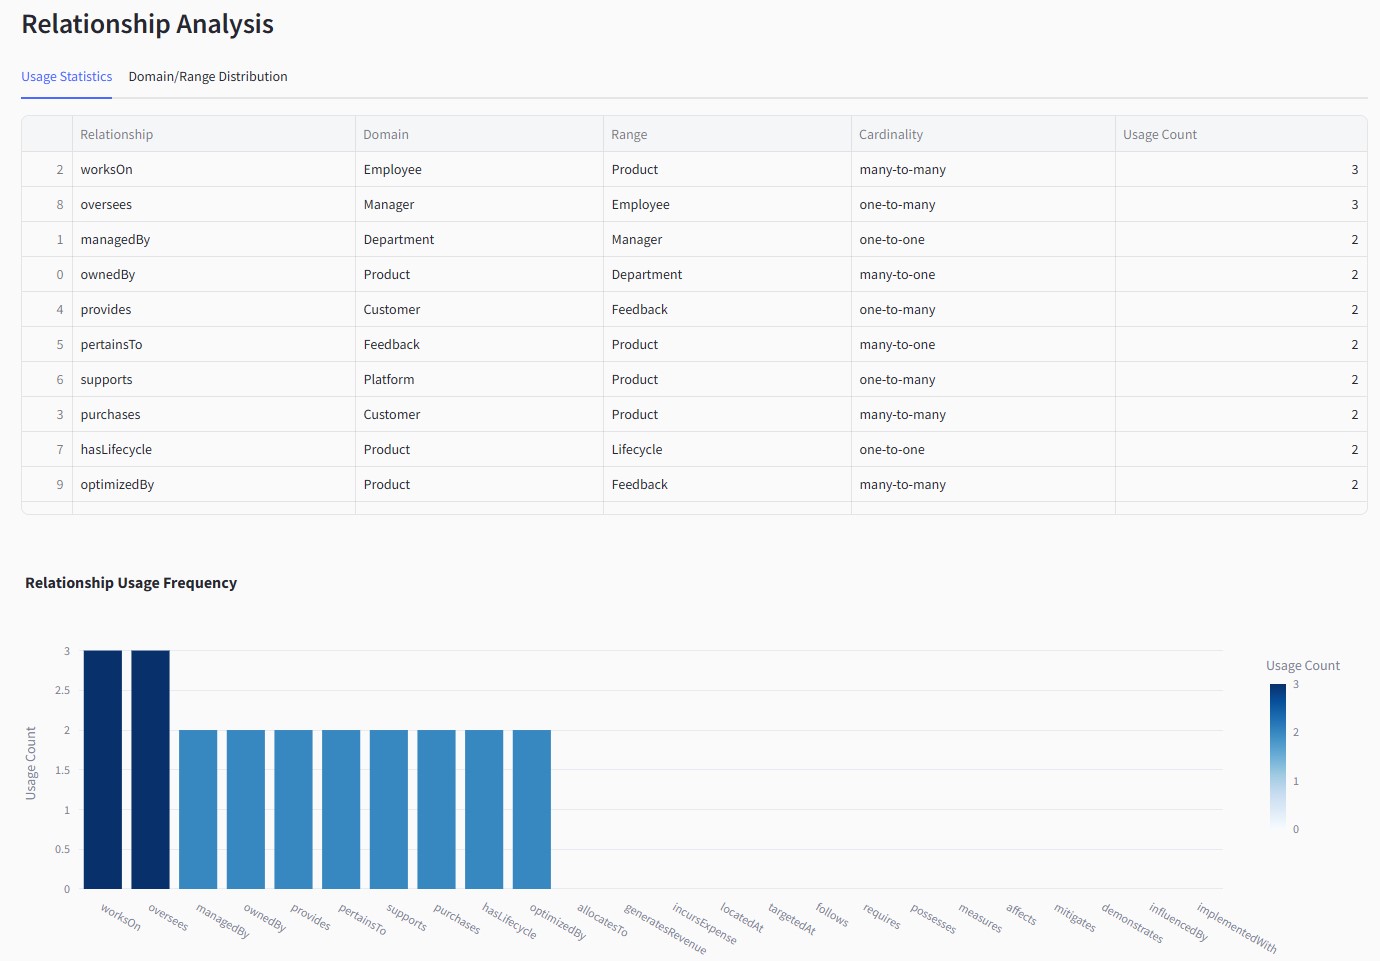 Relationship Analysis
Usage Statistics Domain/Range Distribution
Relationship Domain Range Cardinality Usage Count
2 worksOn Employee Product many-to-many 3
8 oversees Manager Employee one-to-many 3
1 managedBy Department Manager one-to-one 2
0 ownedBy Product Department many-to-one 2
4 provides Customer Feedback one-to-many 2
5 pertainsTo Feedback Product many-to-one 2
6 supports Platform Product one-to-many 2
3 purchases Customer Product many-to-many 2
7 hasLifecycle Product Lifecycle one-to-one 2
9 optimizedBy Product Feedback many-to-many 2
Relationship Usage Frequency
Usage Count
3
2.5
2
1.5
1
0.5
0
worksOn oversees managedBy ownedBy provides pertainsTo supports purchases hasLifecycle optimizedBy allocatesTo generatesRevenue incursExpense locatedAt targetedAt follows requires possesses measures affects mitigates demonstrates influencedBy implementedWith
Usage Count
3
2
1
0